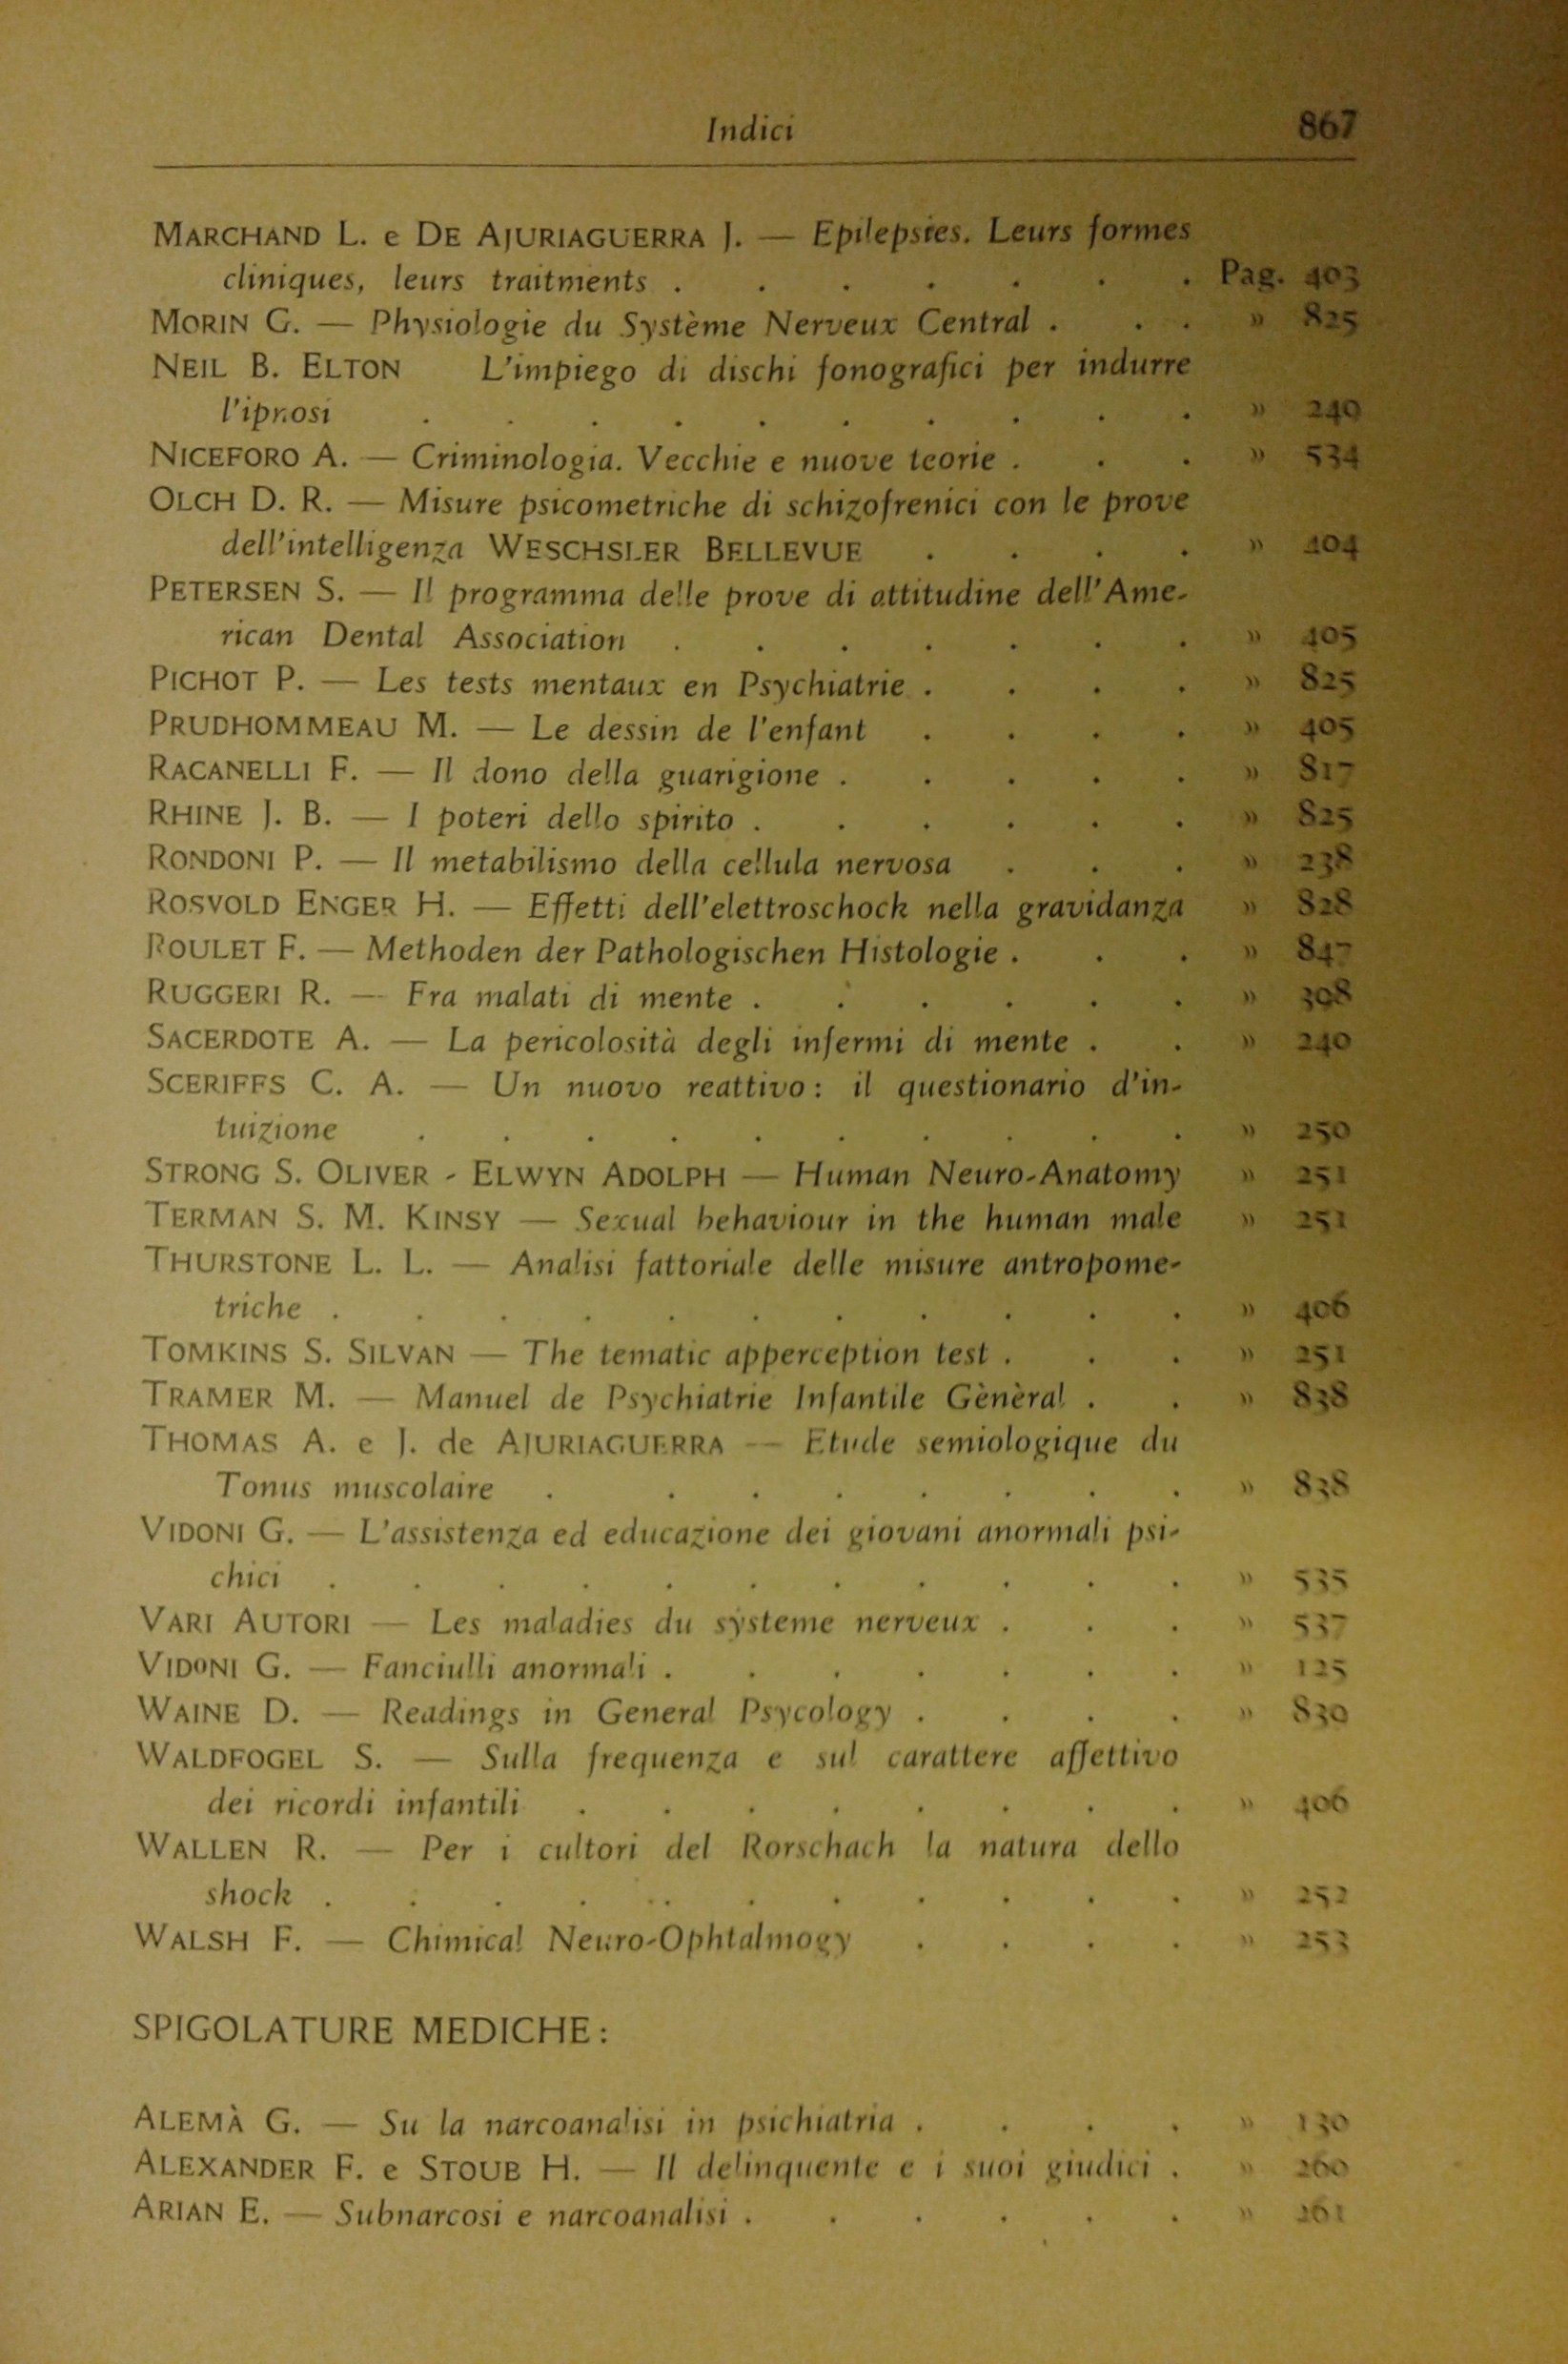 Indici 867
MARCHAND L. e DE AJURIAGUERRA J. — Epilepsies. Leurs formes
cliniques, leurs traitments . . . . . . . Pag. 403
MORIN G. — Physiologie du Système Nerveux Central . . . » 825
NEIL B. ELTON L'impiego di dischi fonografici per indurre
l'ipnosi . . . . . . . . . . » 240
NICEFORO A. — Criminologia. Vecchie e nuove teorie . . . » 534
OLCH D. R. — Misure psicometriche di schizofrenici con le prove
dell'intelligenza WESCHSLER BELLEVUE . . . . » 404
PETERSEN S. — Il programma delle prove di attitudine dell'Ame-
rican Dental Association . . . . . . . » 405
PICHOT P. — Les tests mentaux en Psychiatrie . . . . » 825
PRUDHOMMEAU M. — Le dessin de l'enfant . . . . » 405
RACANELLI F. — Il dono della guarigione . . . . . » 817
RHINE J. B. — I poteri dello spirito . . . . . . » 825
RONDONI P. — Il metabilismo della cellula nervosa . . . » 238
ROSVOLD ENGER H. — Effetti dell'elettroschock nella gravidanza » 828
ROULET F. — Methoden der Pathologischen Histologie . . . » 847
RUGGERI R. — Fra malati di mente . . . . . . » 398
SACERDOTE A. — La pericolosità degli infermi di mente . . » 240
SCERIFFS C. A. — Un nuovo reattivo: il questionario d'in-
tuizione . . . . . . . . . . » 250
STRONG S. OLIVER - ELWYN ADOLPH — Human Neuro-Anatomy » 251
TERMAN S. M. KINSY — Sexual behaviour in the human male » 251
THURSTONE L. L. — Analisi fattoriale delle misure antropome-
triche . . . . . . . . . . . » 406
TOMKINS S. SILVAN — The tematic apperception test . . . » 251
TRAMER M. — Manuel de Psychiatrie Infantile Gènèral . . » 838
THOMAS A. e J. de AJURIAGUERRA — Etude semiologique du
Tonus muscolaire . . . . . . . . » 838
VIDONI G. — L'assistenza ed educazione dei giovani anormali psi-
chici . . . . . . . . . . . » 535
VARI AUTORI — Les maladies du systeme nerveux . . . » 537
VIDONI G. — Fanciulli anormali . . . . . . . » 125
WAINE D. — Readings in General Psycology . . . . » 830
WALDFOGEL S. — Sulla frequenza e sul carattere affettivo
dei ricordi infantili . . . . . . . . » 406
WALLEN R. — Per i cultori del Rorschach la natura dello
shock . . . . . . . . . . . . » 252
WALSH F. — Chimical Neuro-Ophtalmogy . . . . » 253
SPIGOLATURE MEDICHE:
ALEMÀ G. — Su la narcoanalisi in psichiatria . . . . » 130
ALEXANDER F. e STOUB H. — Il delinquente e i suoi giudici . » 260
ARIAN E. — Subnarcosi e narcoanalisi . . . . . . » 261